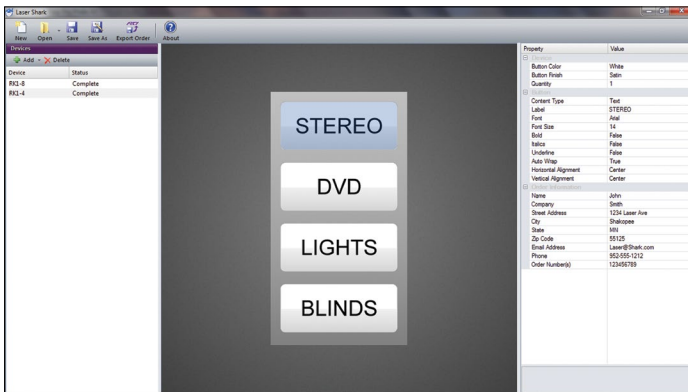 Laser Shark
New Open Save Save As Export Order About
Devices
Add Delete
Device Status
RK1-8 Complete
RK1-4 Complete
STEREO
DVD
LIGHTS
BLINDS
Property Value
Device
Button Color White
Button Finish Satin
Quantity 1
Button
Content Type Text
Label STEREO
Font Arial
Font Size 14
Bold False
Italics False
Underline False
Auto Wrap True
Horizontal Alignment Center
Vertical Alignment Center
Order Information
Name John
Company Smith
Street Address 1234 Laser Ave
City Shakopee
State MN
Zip Code 55125
Email Address Laser@Shark.com
Phone 952-555-1212
Order Number(s) 123456789